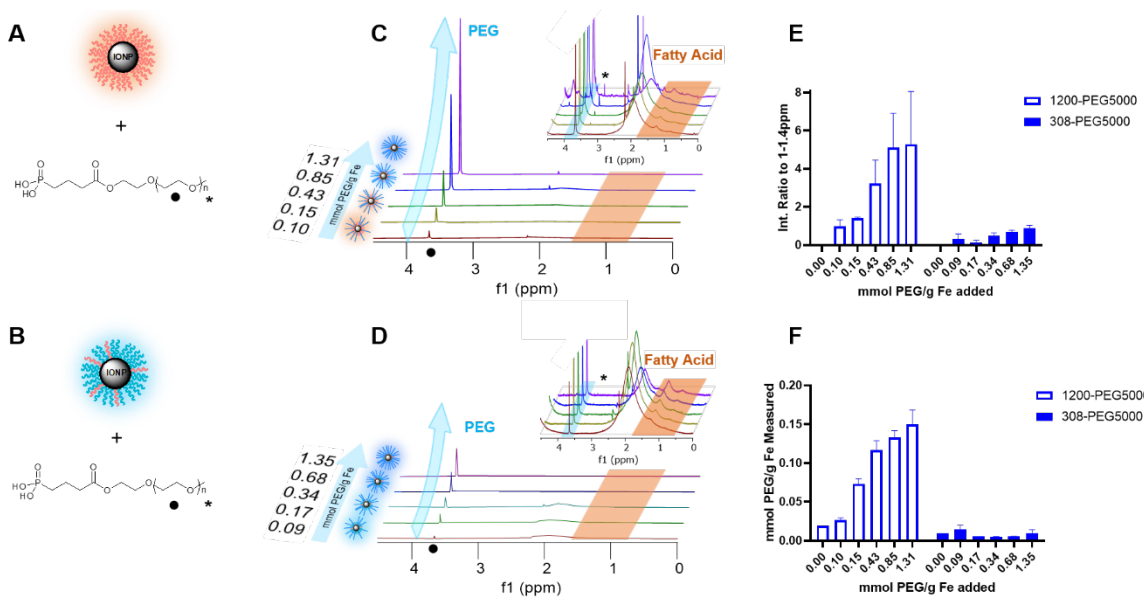 A
IONP
+
HO
HO
P
O
O
O
O
O
n
*
C
PEG
Fatty Acid
*
4
3
2
1
0
f1 (ppm)
1.31
0.85
0.43
0.15
0.10
mmol PEG/g Fe
4
3
2
1
0
f1 (ppm)
E
Int. Ratio to 1-1.4ppm
8
6
4
2
0
0.00
0.10
0.15
0.43
0.85
1.31
0.00
0.09
0.17
0.34
0.68
1.35
mmol PEG/g Fe added
1200-PEG5000
308-PEG5000
B
IONP
+
HO
HO
P
O
O
O
O
O
n
*
D
PEG
Fatty Acid
*
4
3
2
1
0
f1 (ppm)
1.35
0.68
0.34
0.17
0.09
mmol PEG/g Fe
4
3
2
1
0
f1 (ppm)
F
mmol PEG/g Fe Measured
0.20
0.15
0.10
0.05
0.00
0.00
0.10
0.15
0.43
0.85
1.31
0.00
0.09
0.17
0.34
0.68
1.35
mmol PEG/g Fe added
1200-PEG5000
308-PEG5000